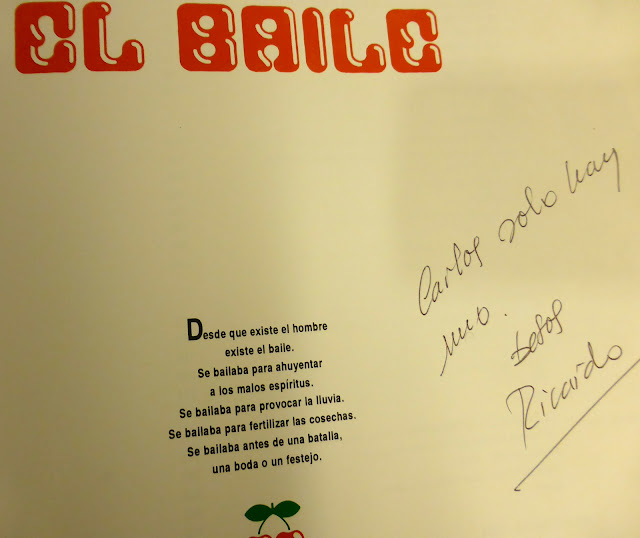 EL BAILE
Carlos solo hay
uno.
besos
Ricardo
Desde que existe el hombre
existe el baile.
Se bailaba para ahuyentar
a los malos espíritus.
Se bailaba para provocar la lluvia.
Se bailaba para fertilizar las cosechas.
Se bailaba antes de una batalla,
una boda o un festejo.